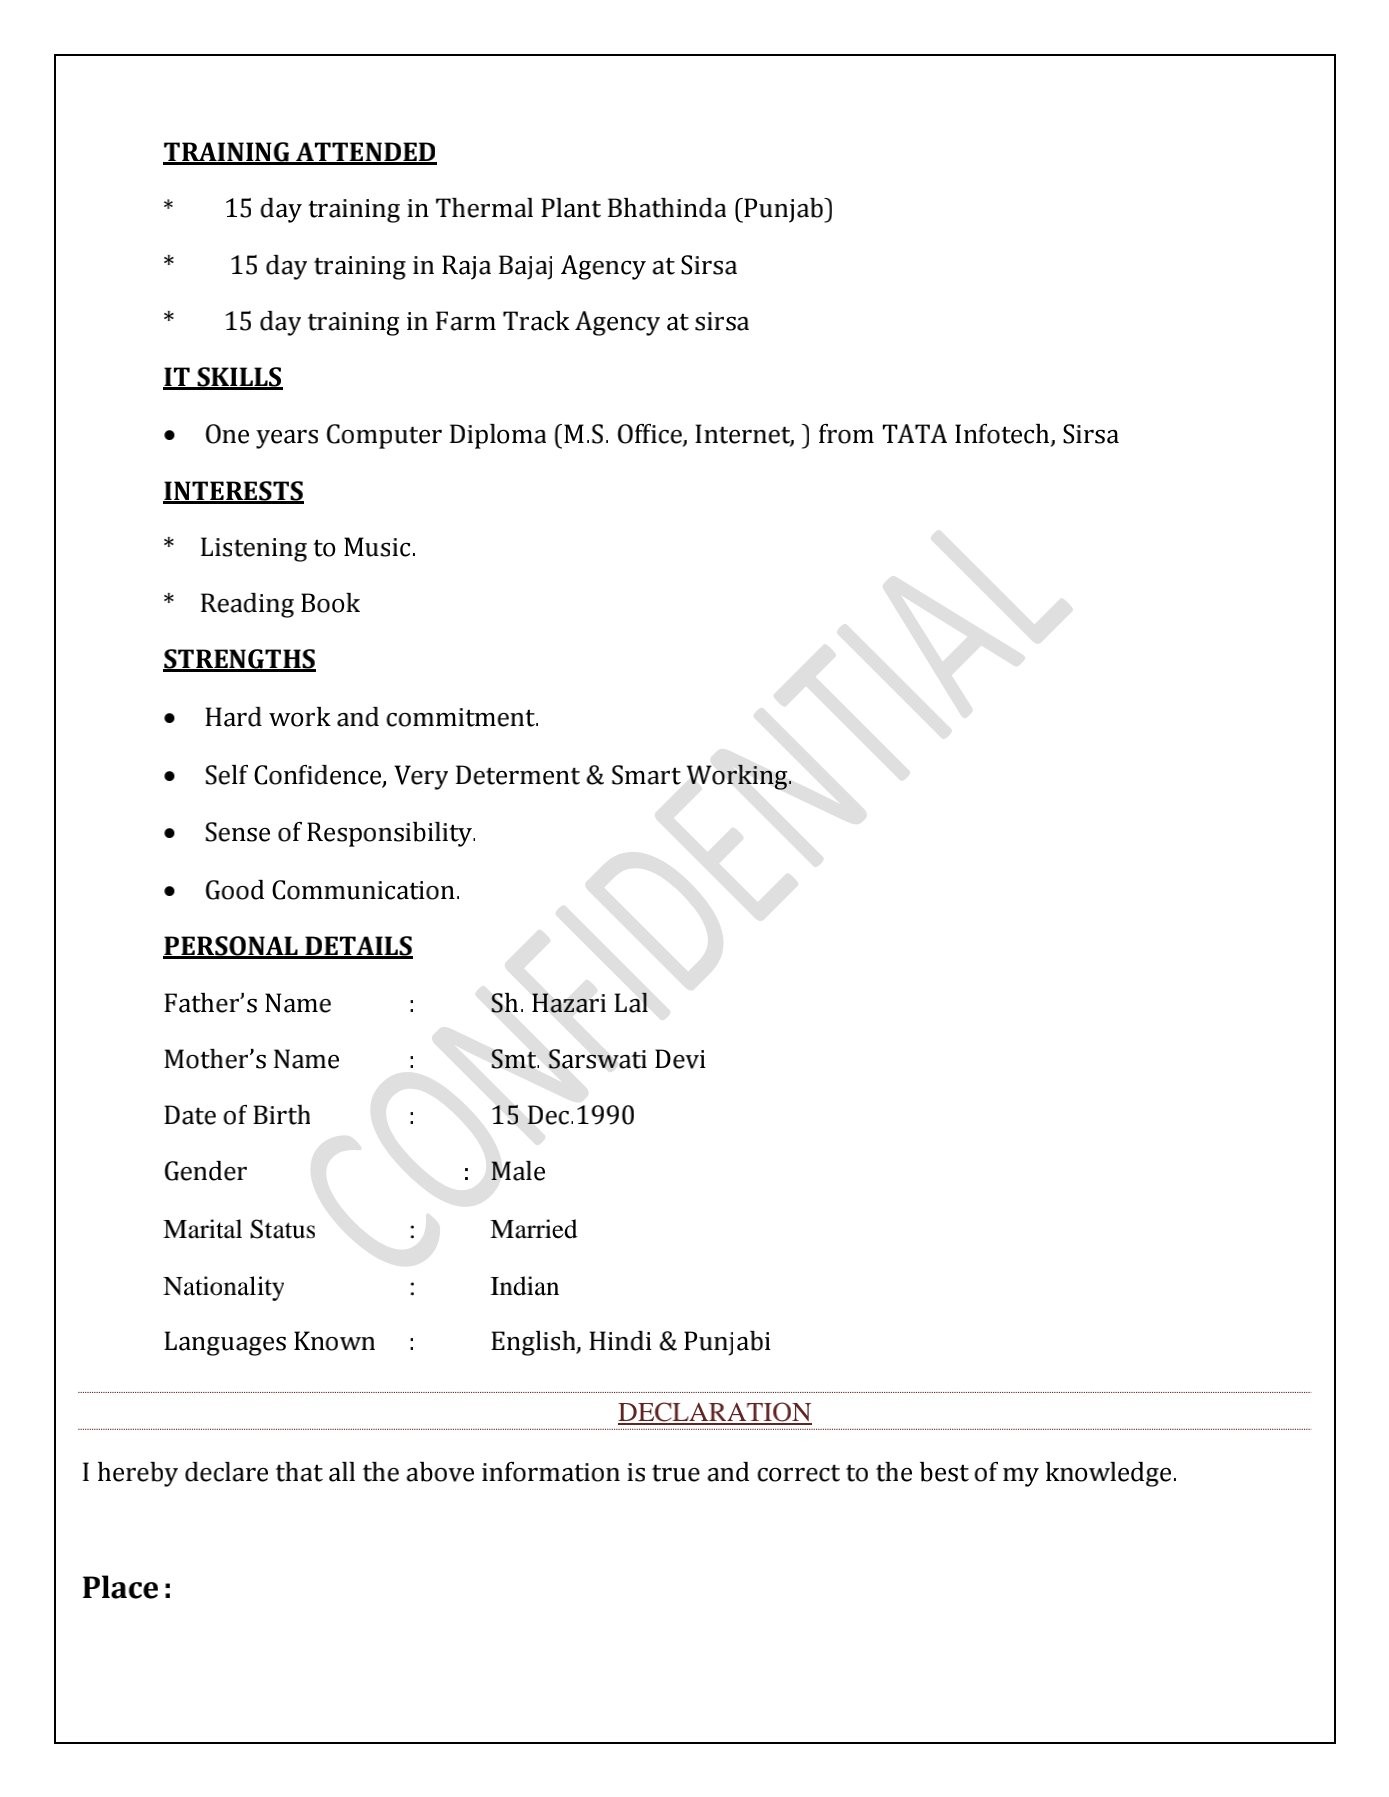 TRAINING ATTENDED
* 15 day training in Thermal Plant Bhathinda (Punjab)
* 15 day training in Raja Bajaj Agency at Sirsa
* 15 day training in Farm Track Agency at sirsa
IT SKILLS
• One years Computer Diploma (M.S. Office, Internet, ) from TATA Infotech, Sirsa
INTERESTS
* Listening to Music.
* Reading Book
STRENGTHS
• Hard work and commitment.
• Self Confidence, Very Determent & Smart Working.
• Sense of Responsibility.
• Good Communication.
PERSONAL DETAILS
Father’s Name : Sh. Hazari Lal
Mother’s Name : Smt. Sarswati Devi
Date of Birth : 15 Dec.1990
Gender : Male
Marital Status : Married
Nationality : Indian
Languages Known : English, Hindi & Punjabi
DECLARATION
I hereby declare that all the above information is true and correct to the best of my knowledge.
Place :
CONFIDENTIAL